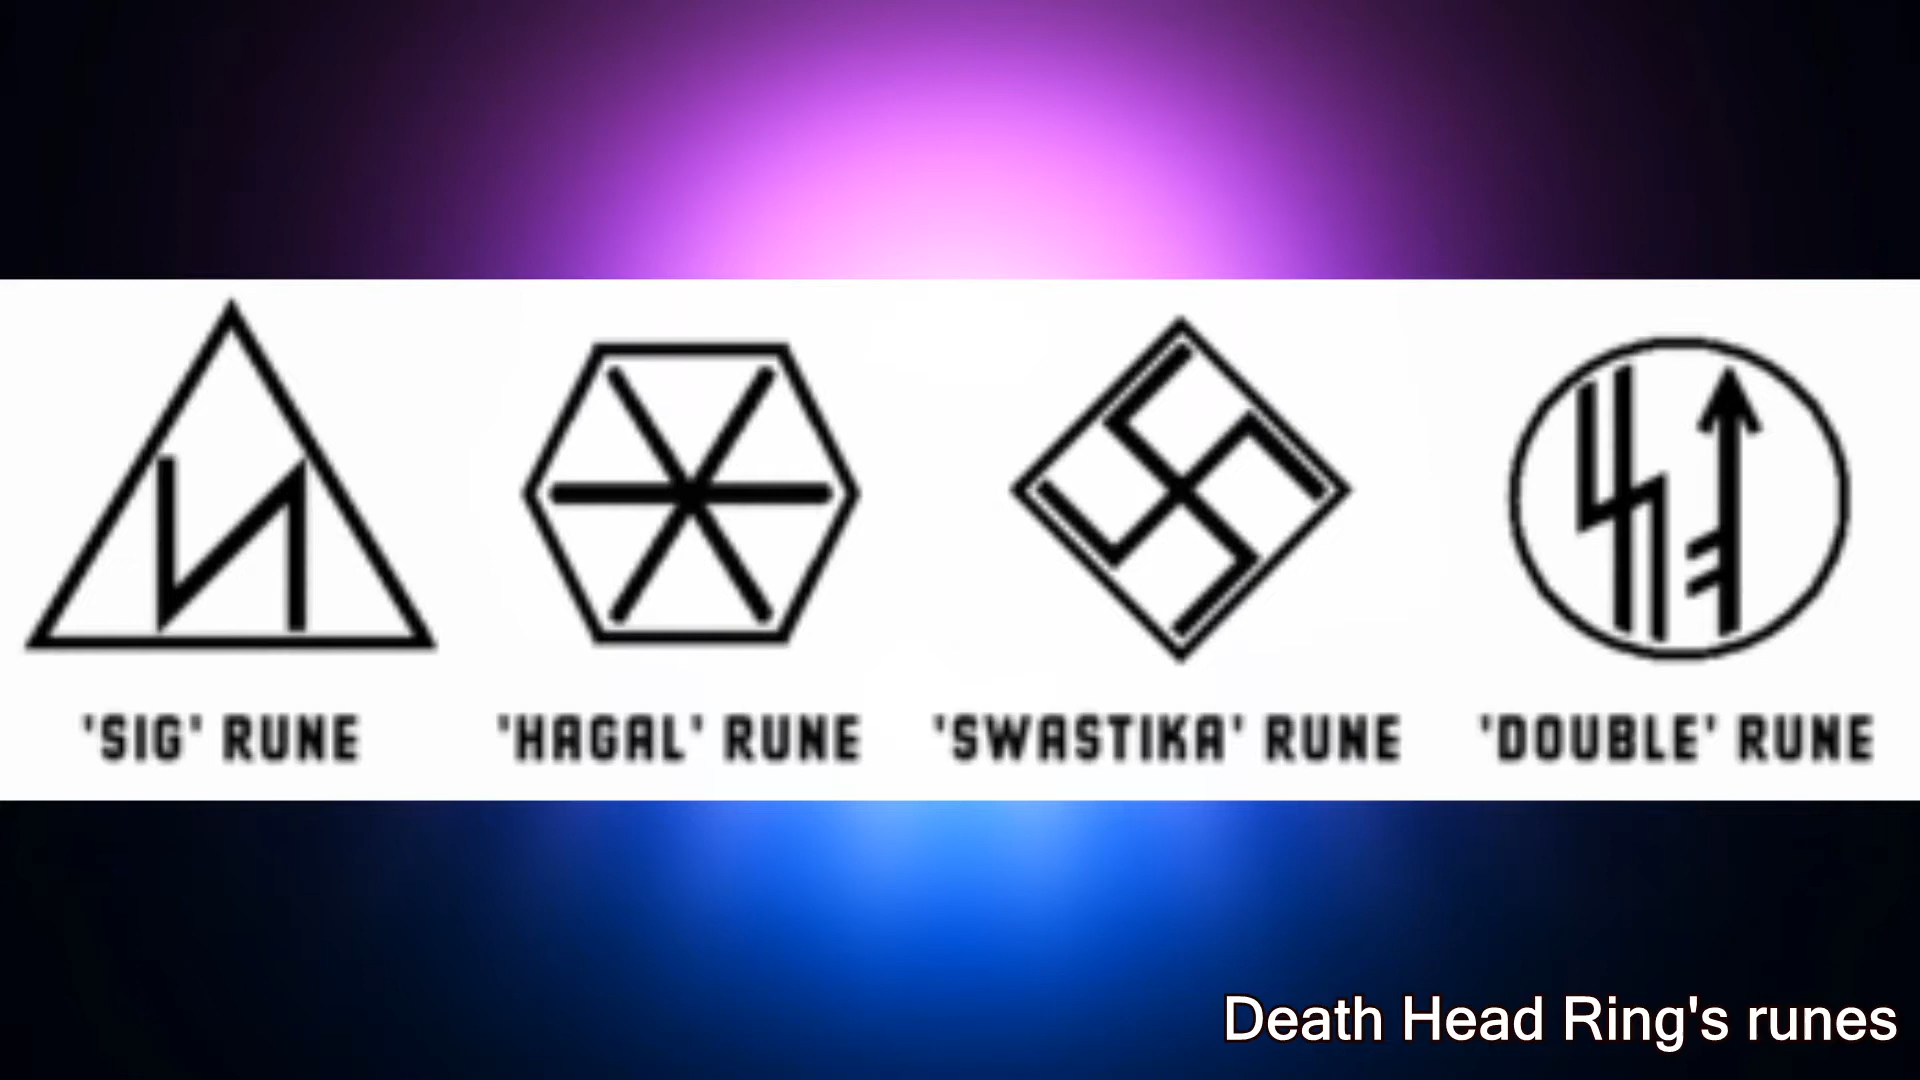 'SIG' RUNE
'HAGAL' RUNE
'SWASTIKA' RUNE
'DOUBLE' RUNE
Death Head Ring's runes